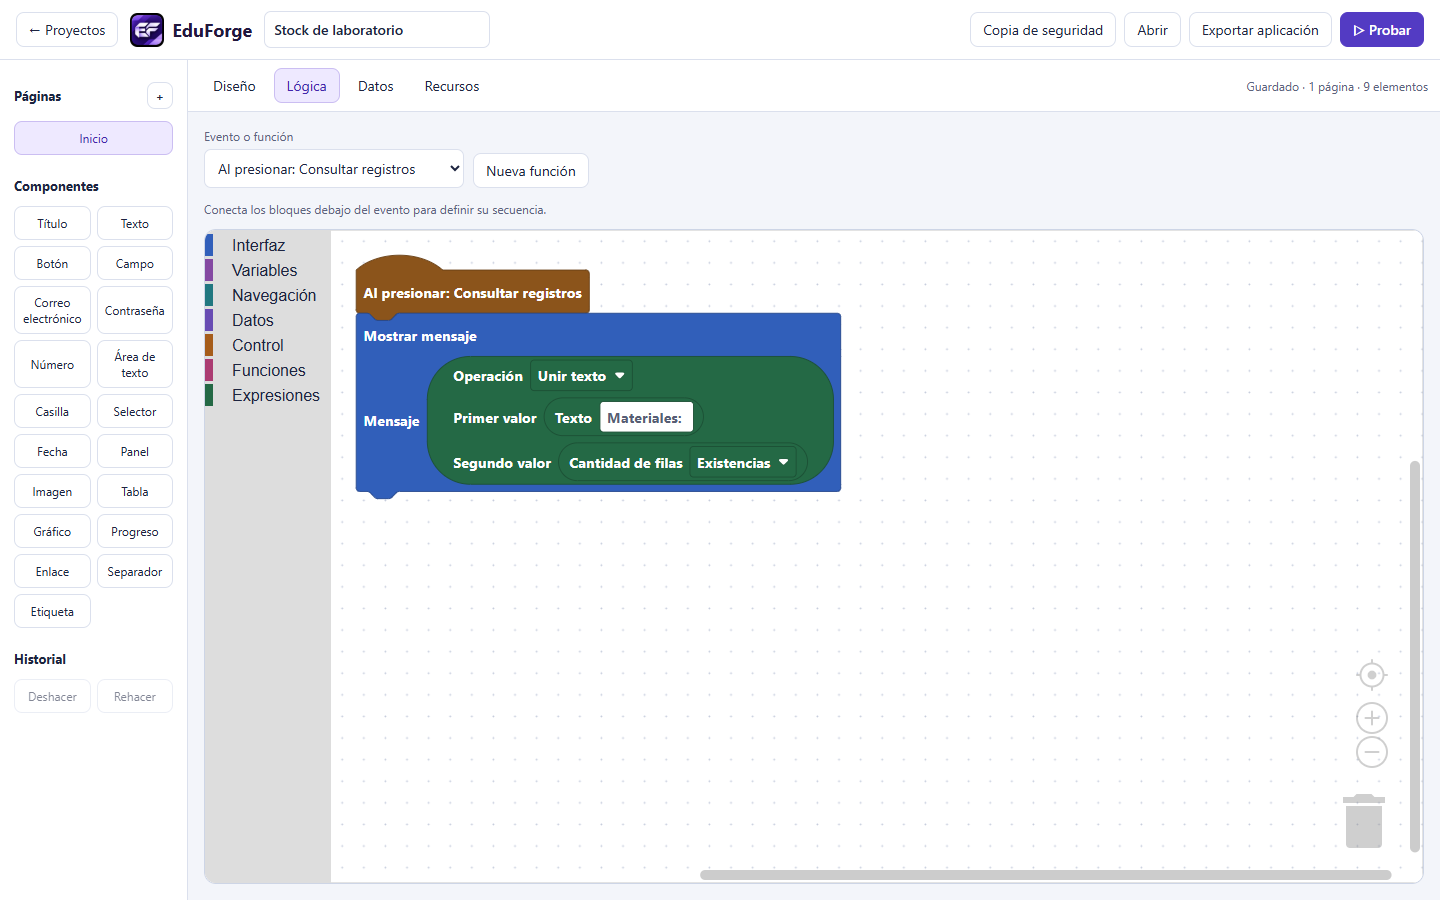 ← Proyectos
EF
EduForge
Stock de laboratorio
Copia de seguridad
Abrir
Exportar aplicación
▷ Probar
Páginas
+
Inicio
Componentes
Título
Texto
Botón
Campo
Correo electrónico
Contraseña
Número
Área de texto
Casilla
Selector
Fecha
Panel
Imagen
Tabla
Gráfico
Progreso
Enlace
Separador
Etiqueta
Historial
Deshacer
Rehacer
Diseño
Lógica
Datos
Recursos
Guardado · 1 página · 9 elementos
Evento o función
Al presionar: Consultar registros
Nueva función
Conecta los bloques debajo del evento para definir su secuencia.
Interfaz
Variables
Navegación
Datos
Control
Funciones
Expresiones
Al presionar: Consultar registros
Mostrar mensaje
Mensaje
Operación Unir texto
Primer valor Texto Materiales:
Segundo valor Cantidad de filas Existencias